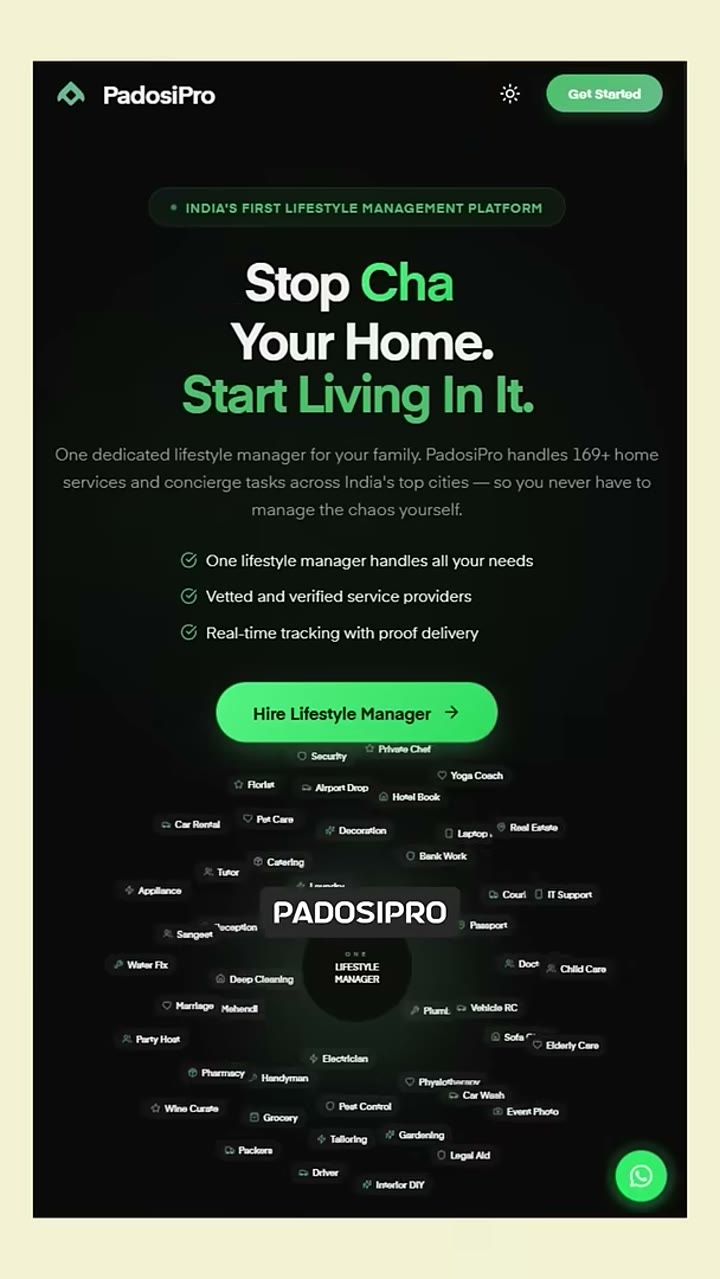 PadosiPro
Get Started
INDIA'S FIRST LIFESTYLE MANAGEMENT PLATFORM
Stop Cha
Your Home.
Start Living In It.
One dedicated lifestyle manager for your family. PadosiPro handles 169+ home
services and concierge tasks across India's top cities — so you never have to
manage the chaos yourself.
One lifestyle manager handles all your needs
Vetted and verified service providers
Real-time tracking with proof delivery
Hire Lifestyle Manager
Security Private Chef
Yoga Coach
Florist Airport Drop
Hotel Book
Car Rental Pet Care Decoration Laptop Real Estate
Catering Bank Work
Tutor
Appliance IT Support
PADOSIPRO
Sangeet Passport
ONE
Water Fix LIFESTYLE Child Care
Deep Cleaning MANAGER
Marriage Mehendi Vehicle RC
Party Host Sofa Elderly Care
Electrician
Pharmacy Handyman Physiotherapy
Car Wash
Wine Curate Grocery Pest Control Event Photo
Tailoring Gardening
Packers Legal Aid
Driver
Interior DIY